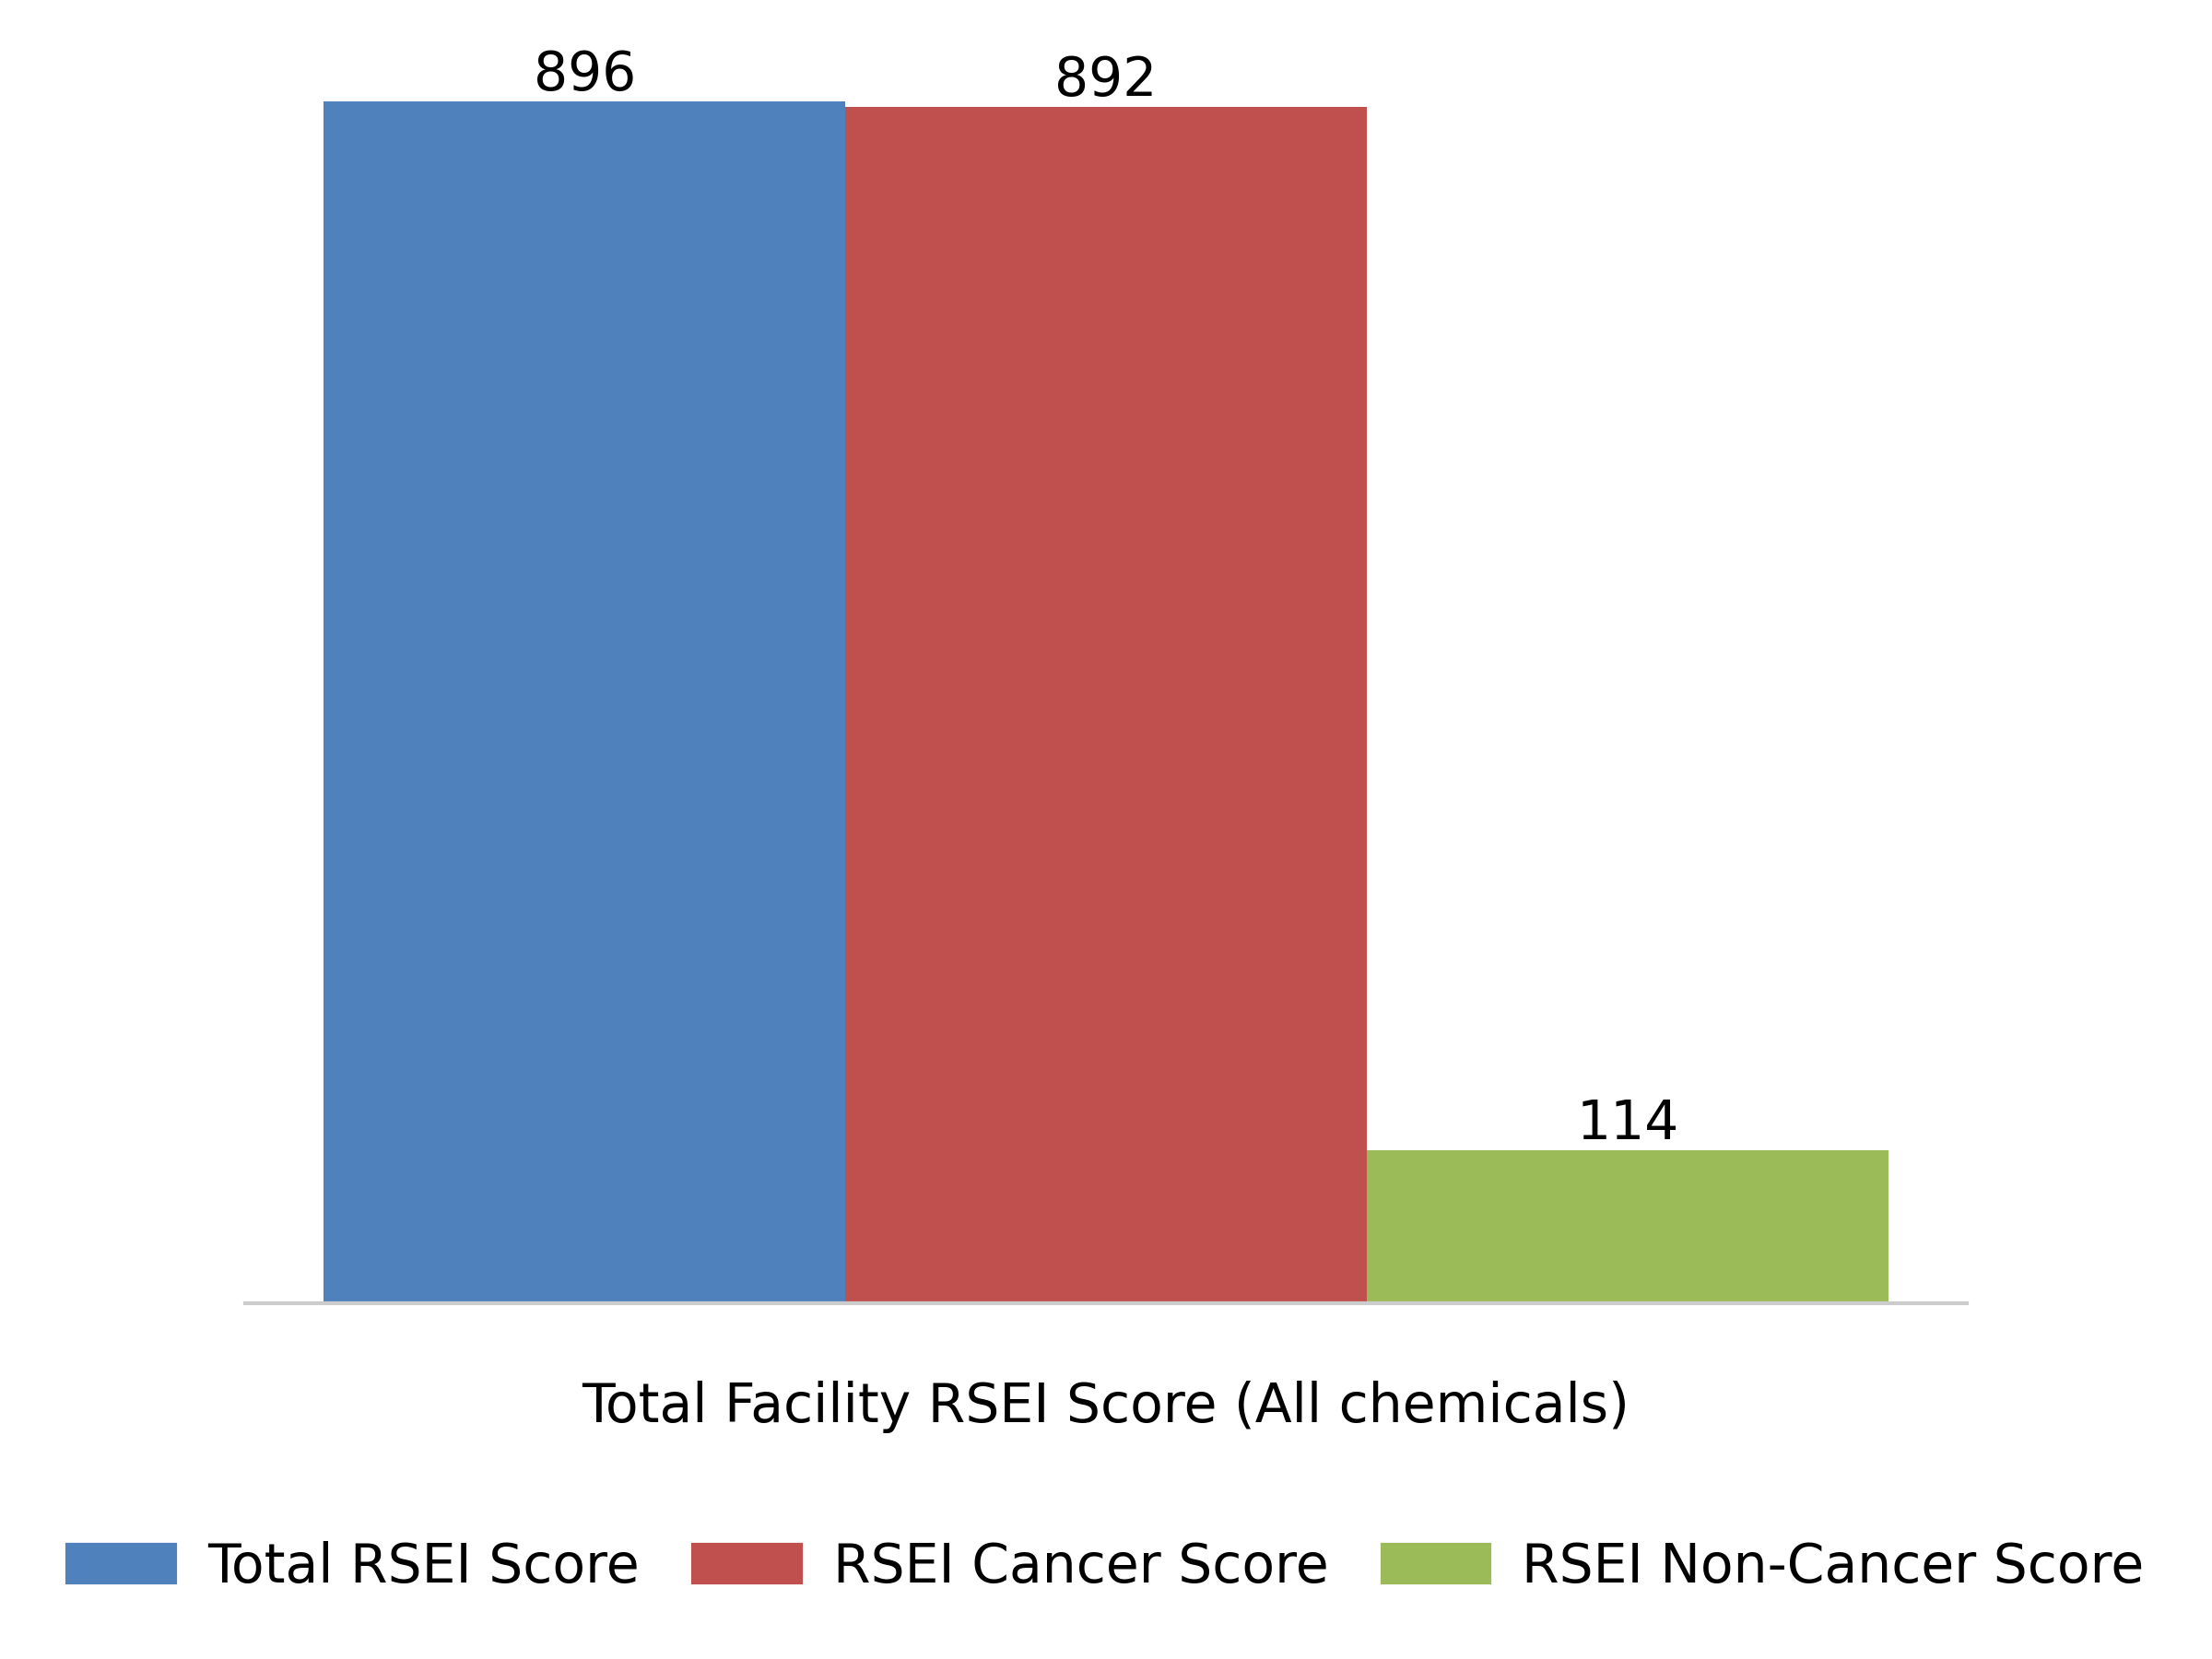 896
892
114
Total Facility RSEI Score (All chemicals)
Total RSEI Score RSEI Cancer Score RSEI Non-Cancer Score